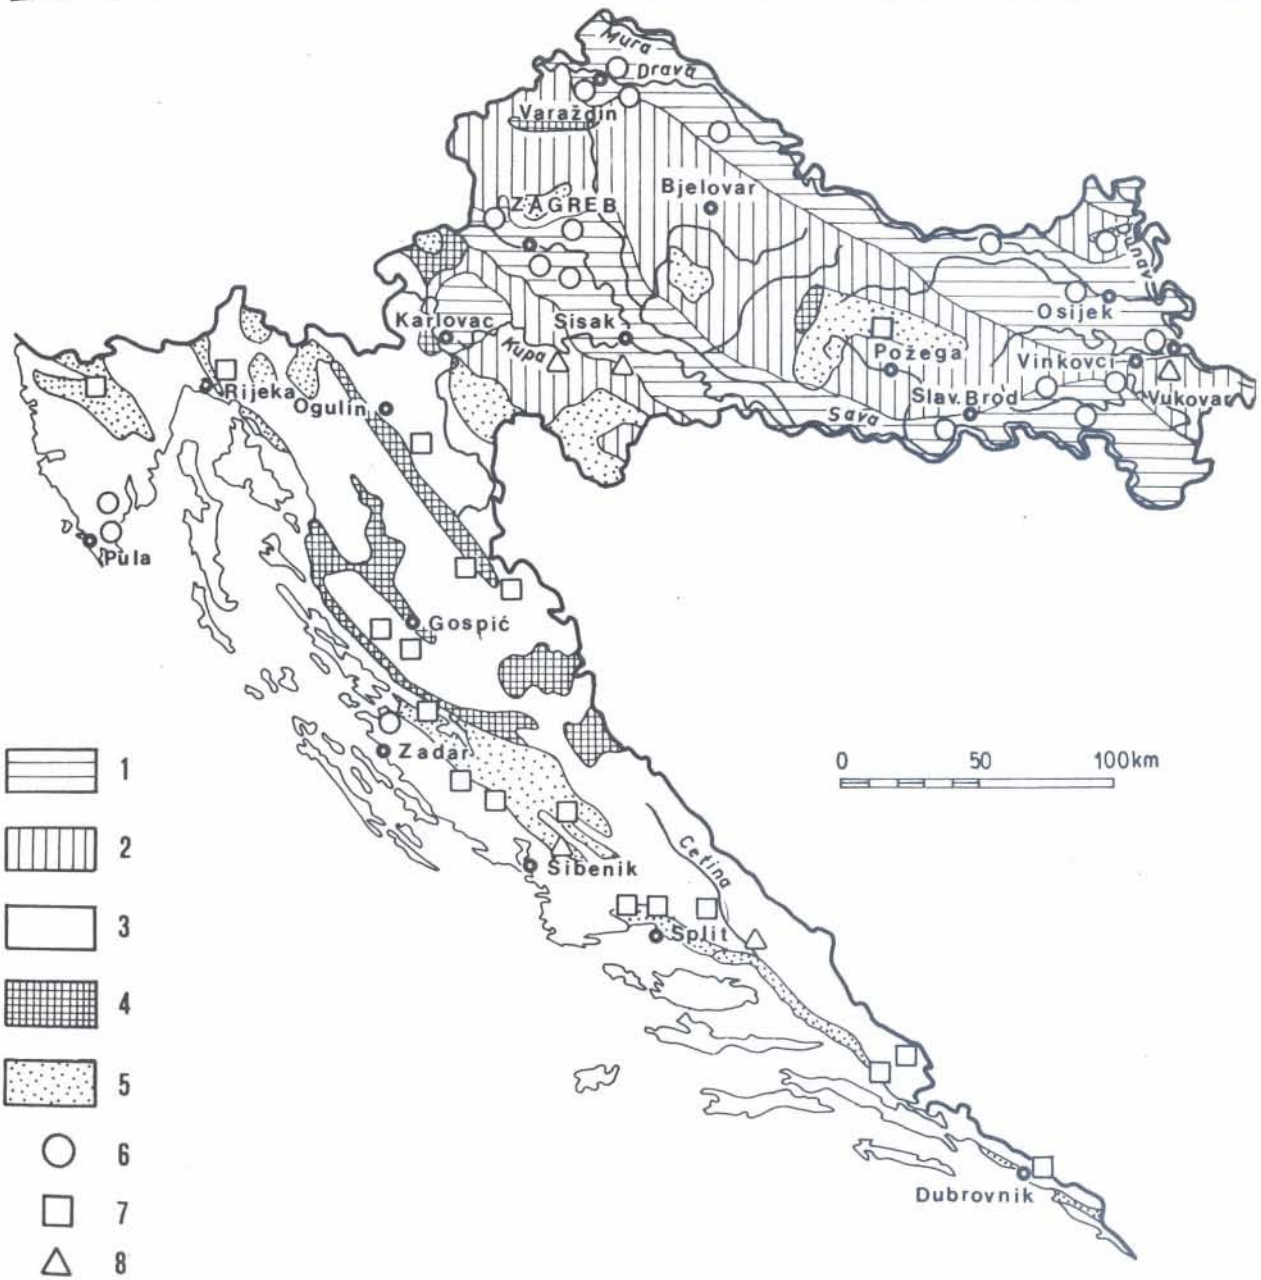 Mura
Drava
Varaždin
Bjelovar
ZAGREB
Dunav
Osijek
Karlovac
Sisak
Kupa
Požega
Vinkovci
Rijeka
Ogulin
Slav.Brod
Vukovar
Sava
Pula
Gospić
Zadar
0 50 100km
1
2
Cetina
Šibenik
3
Split
4
5
6
Dubrovnik
7
8